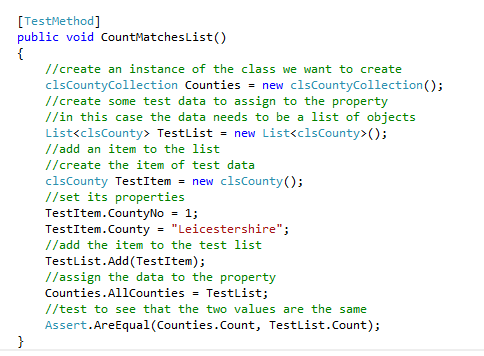 [TestMethod]
public void CountMatchesList()
{
//create an instance of the class we want to create
clsCountyCollection Counties = new clsCountyCollection();
//create some test data to assign to the property
//in this case the data needs to be a list of objects
List<clsCounty> TestList = new List<clsCounty>();
//add an item to the list
//create the item of test data
clsCounty TestItem = new clsCounty();
//set its properties
TestItem.CountyNo = 1;
TestItem.County = "Leicestershire";
//add the item to the test list
TestList.Add(TestItem);
//assign the data to the property
Counties.AllCounties = TestList;
//test to see that the two values are the same
Assert.AreEqual(Counties.Count, TestList.Count);
}